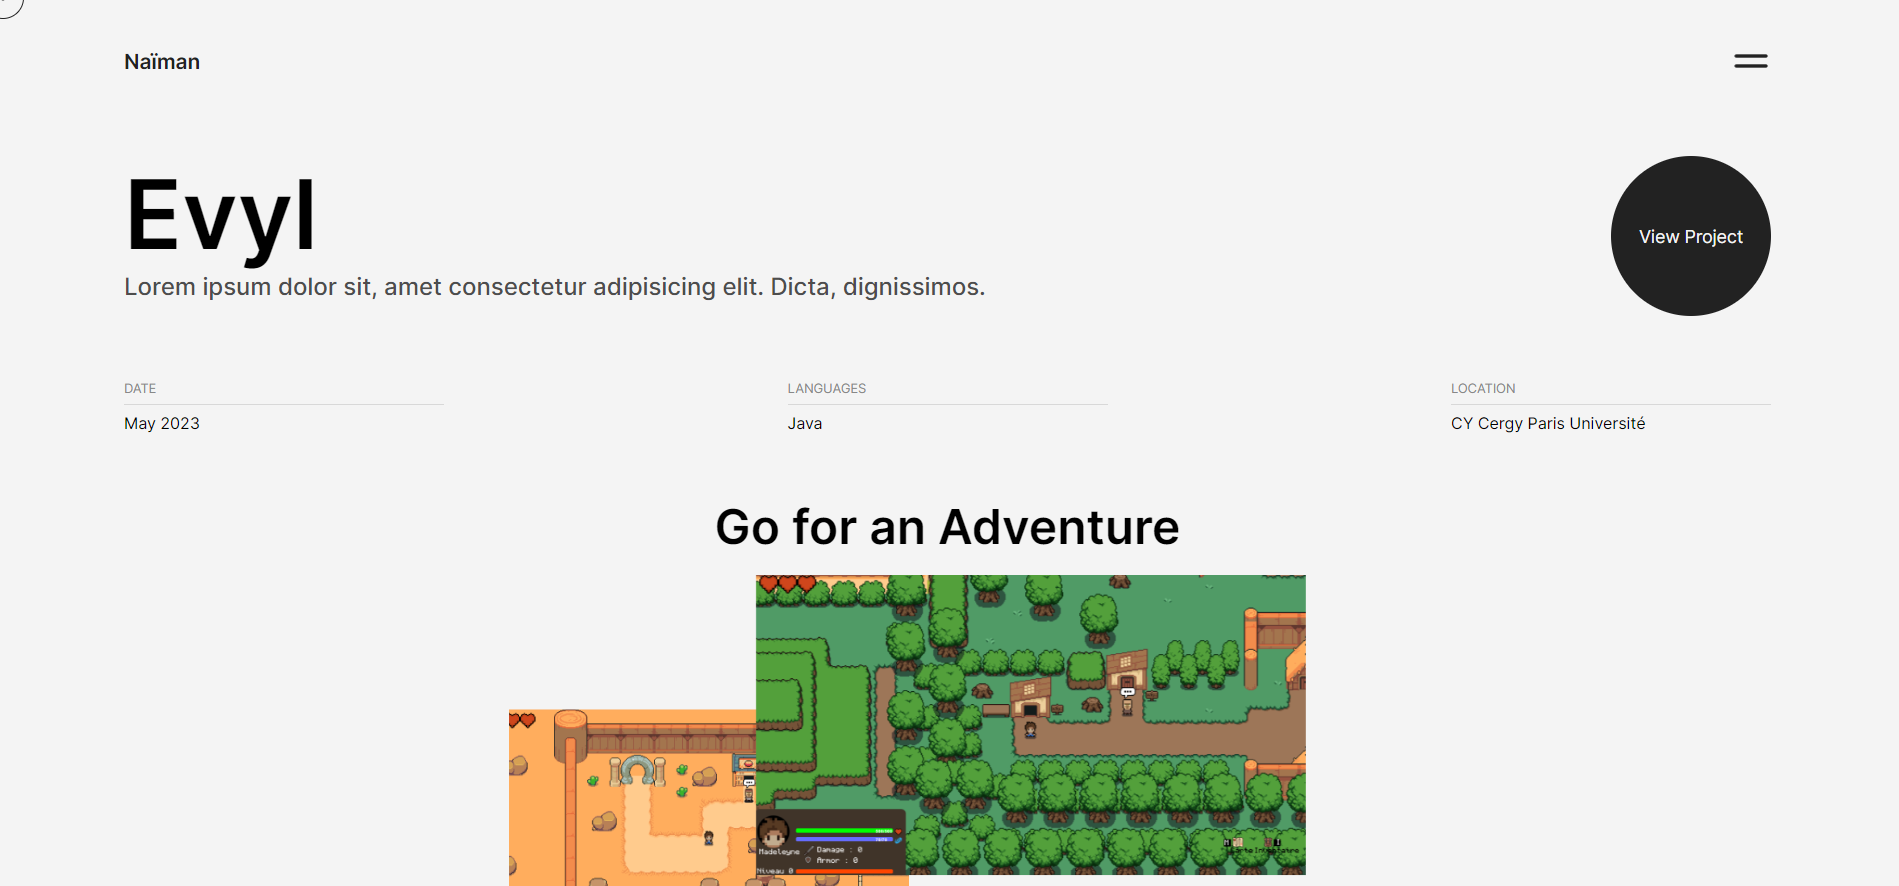 Naïman
Evyl
View Project
Lorem ipsum dolor sit, amet consectetur adipisicing elit. Dicta, dignissimos.
DATE
LANGUAGES
LOCATION
May 2023
Java
CY Cergy Paris Université
Go for an Adventure
Madeleyne
Damage : 0
Armor : 0
Niveau 0